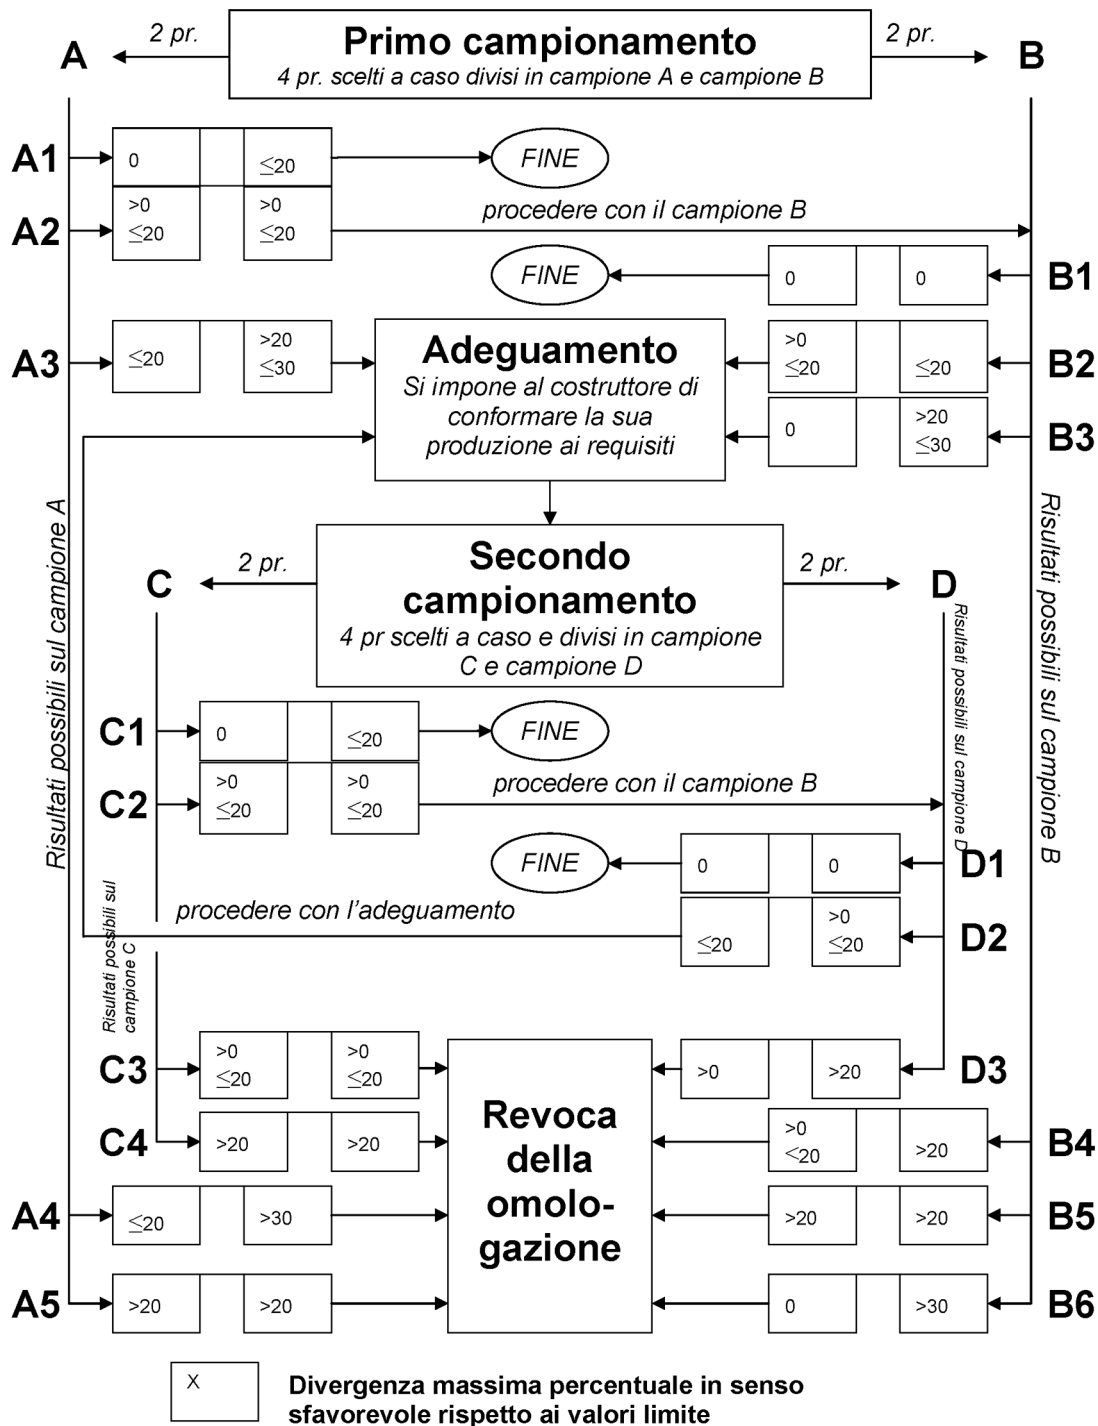 A
2 pr.
Primo campionamento
4 pr. scelti a caso divisi in campione A e campione B
2 pr.
B
A1
0
≤20
FINE
A2
>0
≤20
>0
≤20
procedere con il campione B
FINE
0
0
B1
A3
≤20
>20
≤30
Adeguamento
Si impone al costruttore di
conformare la sua
produzione ai requisiti
>0
≤20
≤20
B2
0
>20
≤30
B3
Risultati possibili sul campione A
Risultati possibili sul campione B
C
2 pr.
Secondo
campionamento
4 pr scelti a caso e divisi in campione
C e campione D
2 pr.
D
Risultati possibili sul campione D
C1
0
≤20
FINE
C2
>0
≤20
>0
≤20
procedere con il campione B
FINE
0
0
D1
procedere con l'adeguamento
≤20
>0
≤20
D2
Risultati possibili sul
campione C
C3
>0
≤20
>0
≤20
Revoca
della
omolo-
gazione
>0
>20
D3
C4
>20
>20
>0
<20
>20
B4
A4
≤20
>30
>20
>20
B5
A5
>20
>20
0
>30
B6
X
Divergenza massima percentuale in senso
sfavorevole rispetto ai valori limite